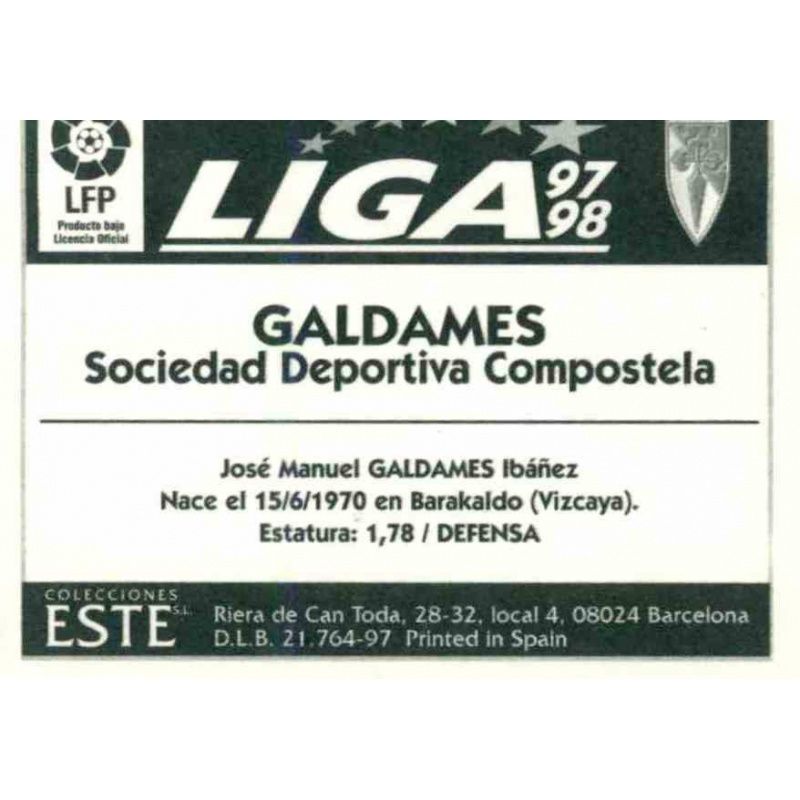 LFP
Producto bajo
Licencia Oficial
LIGA 97
98
GALDAMES
Sociedad Deportiva Compostela
José Manuel GALDAMES Ibáñez
Nace el 15/6/1970 en Barakaldo (Vizcaya).
Estatura: 1,78 / DEFENSA
COLECCIONES
ESTE S.L.
Riera de Can Toda, 28-32, local 4, 08024 Barcelona
D.L.B. 21.764-97 Printed in Spain